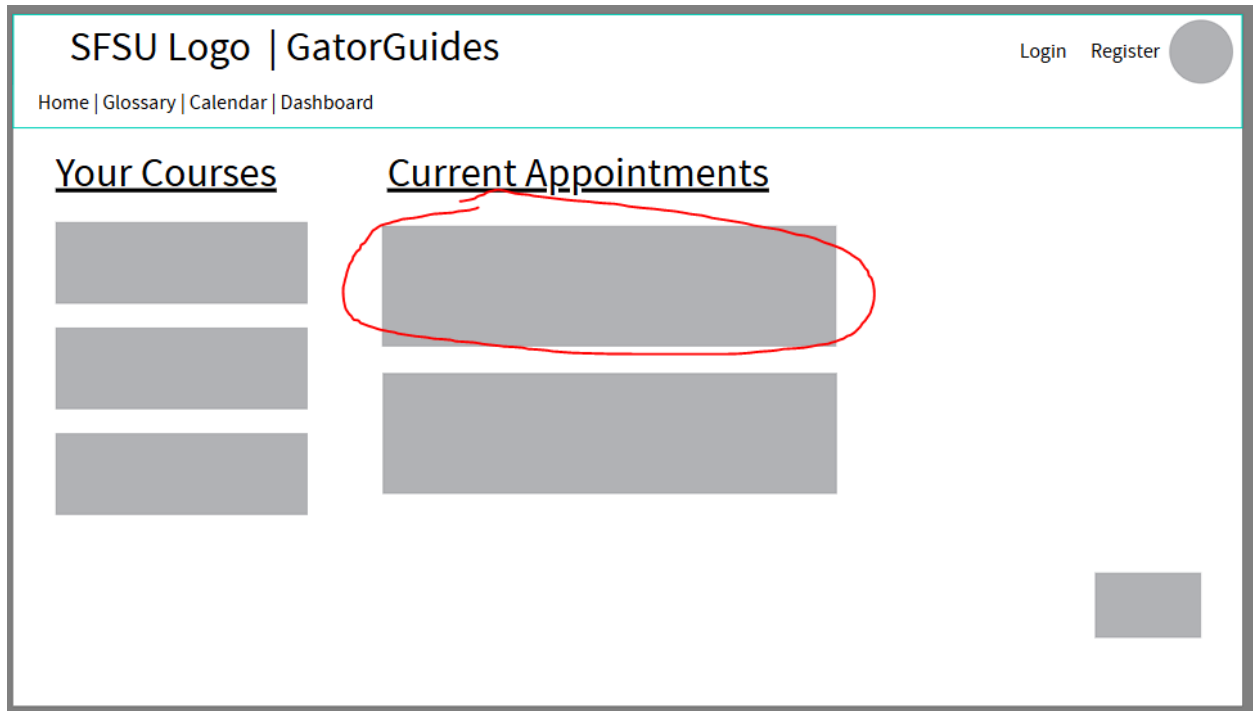 SFSU Logo | GatorGuides
Login Register
Home | Glossary | Calendar | Dashboard
Your Courses
Current Appointments